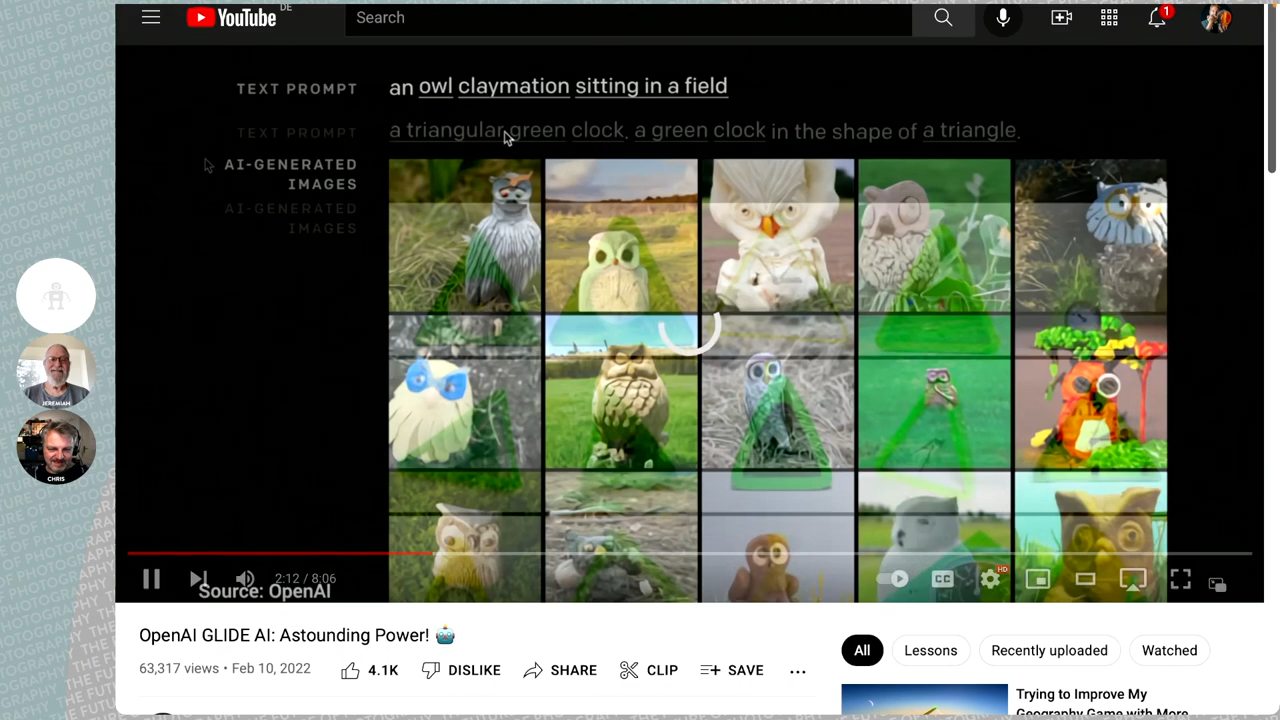 YouTube DE
Search
1
TEXT PROMPT
an owl claymation sitting in a field
TEXT PROMPT
a triangular green clock. a green clock in the shape of a triangle.
AI-GENERATED
IMAGES
AI-GENERATED
IMAGES
JEREMIAH
CHRIS
2:12 / 8:06
CC
HD
Source: OpenAI
OpenAI GLIDE AI: Astounding Power!
63,317 views • Feb 10, 2022
4.1K
DISLIKE
SHARE
CLIP
SAVE
All
Lessons
Recently uploaded
Watched
Trying to Improve My
Geography Game with More